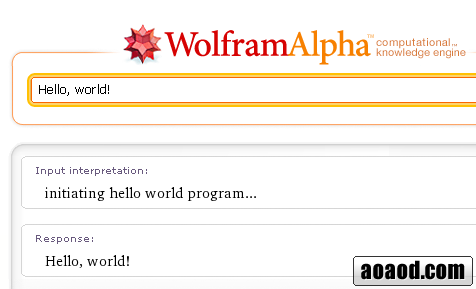 WolframAlpha™ computational...
knowledge engine
Hello, world!
Input interpretation:
initiating hello world program...
Response:
Hello, world!
aoaod.com